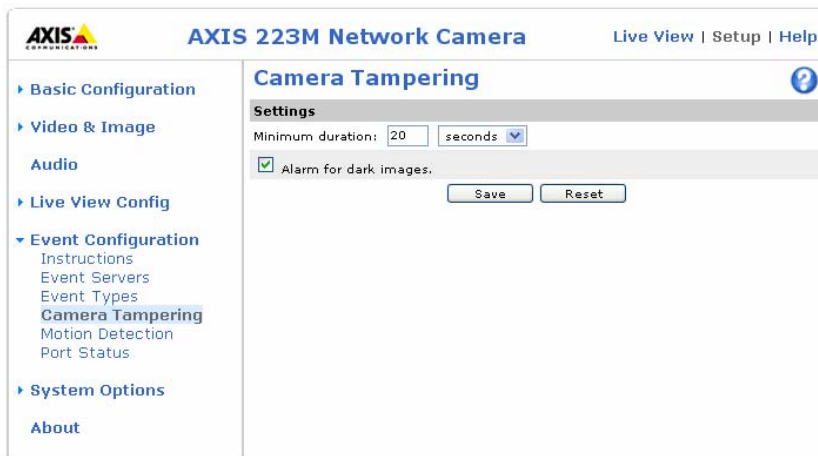 AXIS
COMMUNICATIONS
AXIS 223M Network Camera
Live View | Setup | Help
Basic Configuration
Video & Image
Audio
Live View Config
Event Configuration
Instructions
Event Servers
Event Types
Camera Tampering
Motion Detection
Port Status
System Options
About
Camera Tampering
?
Settings
Minimum duration: 20 seconds
Alarm for dark images.
Save Reset